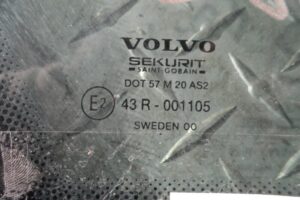 VOLVO
SEKURIT
SAINT-GOBAIN
DOT 57 M 20 AS2
E2 43 R - 001105
SWEDEN 00